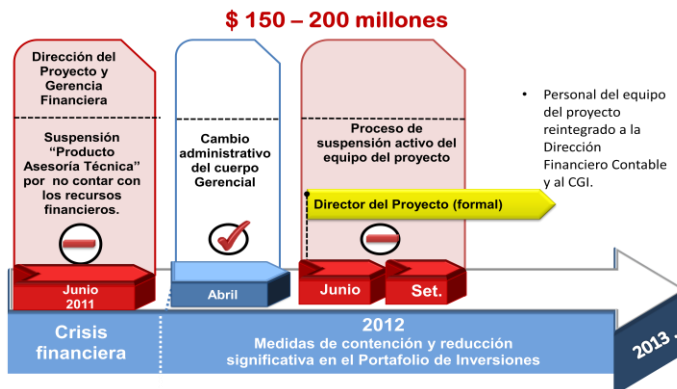 $ 150 – 200 millones
Dirección del
Proyecto y
Gerencia
Financiera
Suspensión
“Producto
Asesoría Técnica”
por no contar con
los recursos
financieros.
Cambio
administrativo
del cuerpo
Gerencial
Proceso de
suspensión activo del
equipo del proyecto
• Personal del equipo
del proyecto
reintegrado a la
Dirección
Financiero Contable
y al CGI.
Director del Proyecto (formal)
Junio
2011
Abril
Junio
Set.
Crisis
financiera
2012
Medidas de contención y reducción
significativa en el Portafolio de Inversiones
2013 .